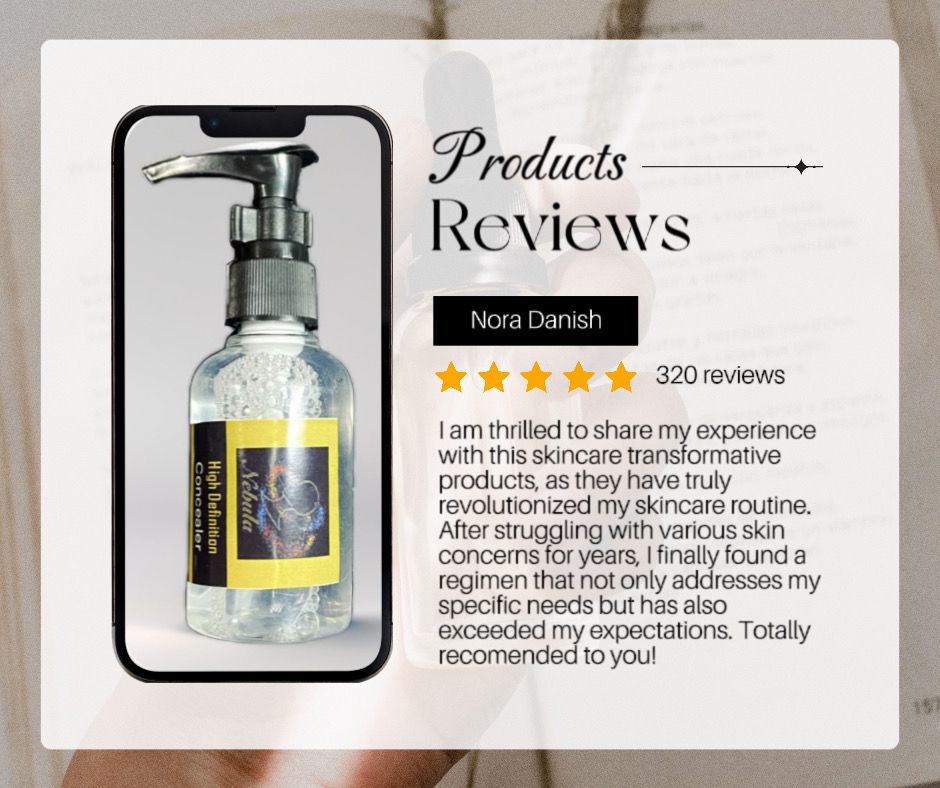 Products
Reviews
Nora Danish
320 reviews
I am thrilled to share my experience
with this skincare transformative
products, as they have truly
revolutionized my skincare routine.
After struggling with various skin
concerns for years, I finally found a
regimen that not only addresses my
specific needs but has also
exceeded my expectations. Totally
recomended to you!
Nebula
High Definition
Concealer
157